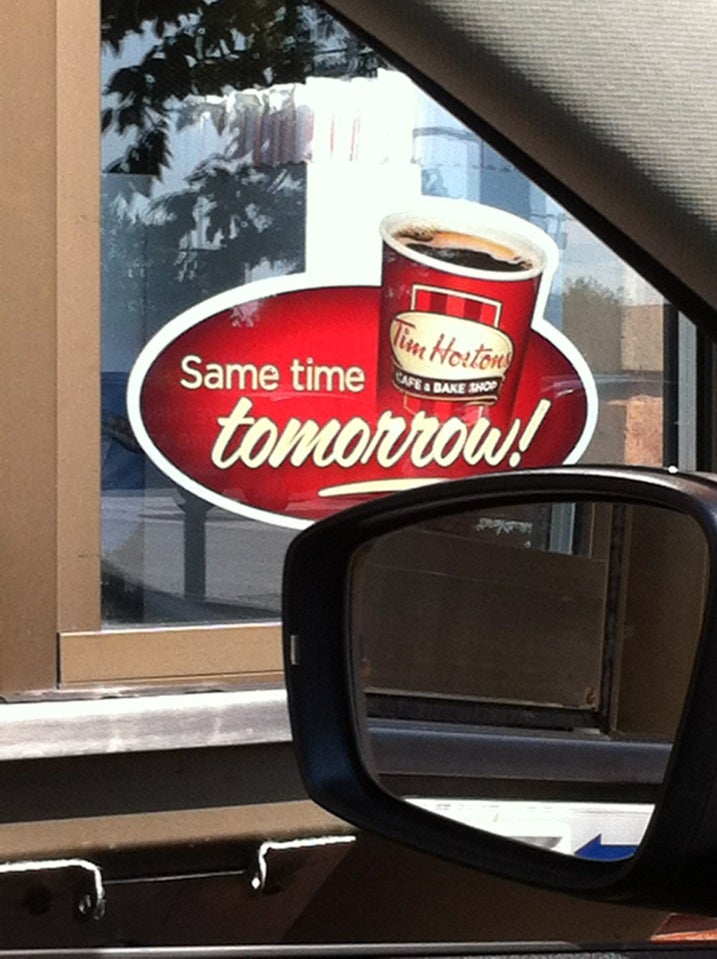 Same time
tomorrow!
Tim Hortons
CAFE & BAKE SHOP